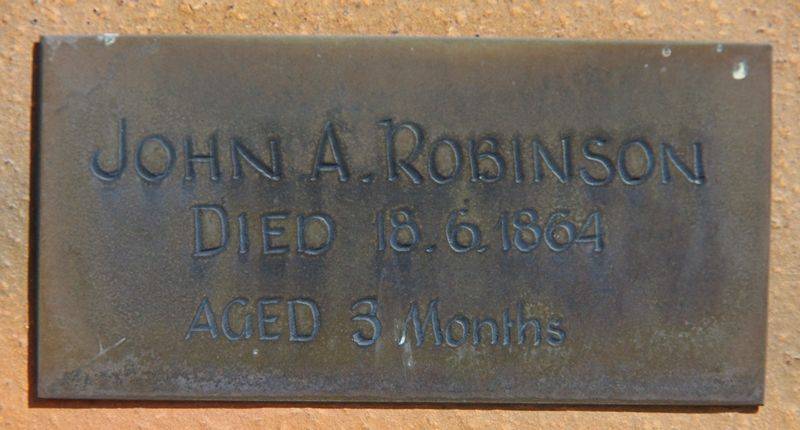 JOHN A. ROBINSON
DIED 18.6.1864
AGED 3 Months